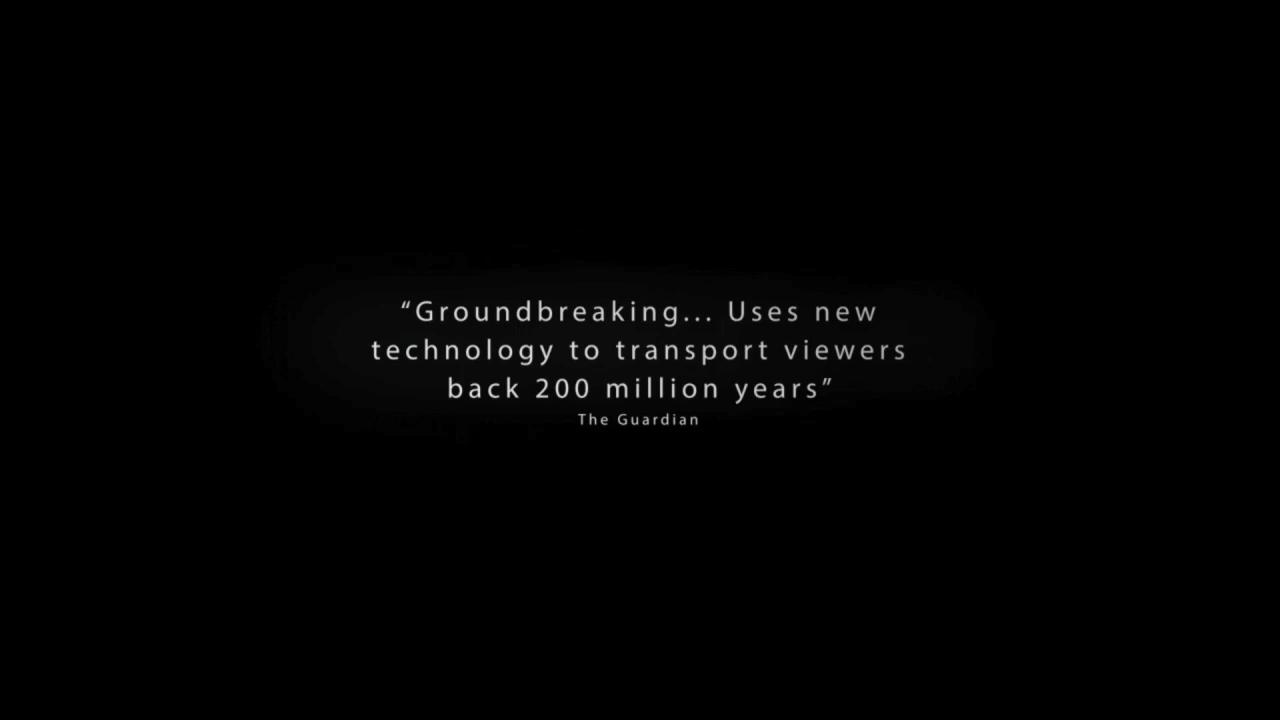 “Groundbreaking... Uses new
technology to transport viewers
back 200 million years”
The Guardian